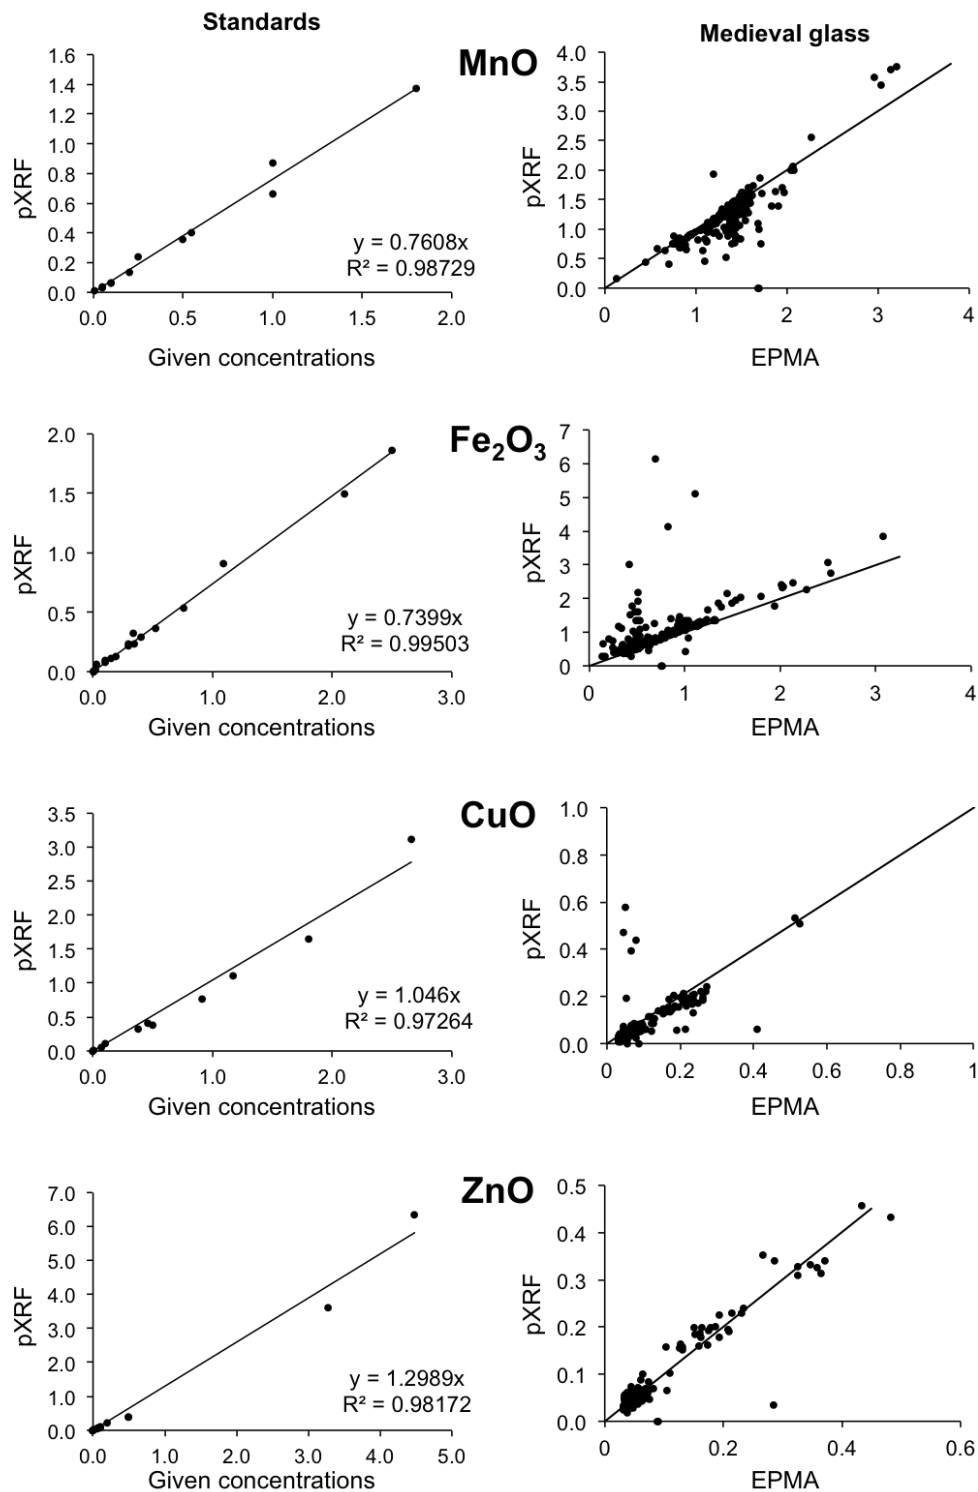 Standards
Medieval glass
MnO
1.6
1.4
1.2
1.0
0.8
0.6
0.4
0.2
0.0
pXRF
y = 0.7608x
R² = 0.98729
0.0 0.5 1.0 1.5 2.0
Given concentrations
4.0
3.5
3.0
2.5
2.0
1.5
1.0
0.5
0.0
pXRF
0 1 2 3 4
EPMA
Fe₂O₃
2.0
1.5
1.0
0.5
0.0
pXRF
y = 0.7399x
R² = 0.99503
0.0 1.0 2.0 3.0
Given concentrations
7
6
5
4
3
2
1
0
pXRF
0 1 2 3 4
EPMA
CuO
3.5
3.0
2.5
2.0
1.5
1.0
0.5
0.0
pXRF
y = 1.046x
R² = 0.97264
0.0 1.0 2.0 3.0
Given concentrations
1.0
0.8
0.6
0.4
0.2
0.0
pXRF
0 0.2 0.4 0.6 0.8 1
EPMA
ZnO
7.0
6.0
5.0
4.0
3.0
2.0
1.0
0.0
pXRF
y = 1.2989x
R² = 0.98172
0.0 1.0 2.0 3.0 4.0 5.0
Given concentrations
0.5
0.4
0.3
0.2
0.1
0.0
pXRF
0 0.2 0.4 0.6
EPMA